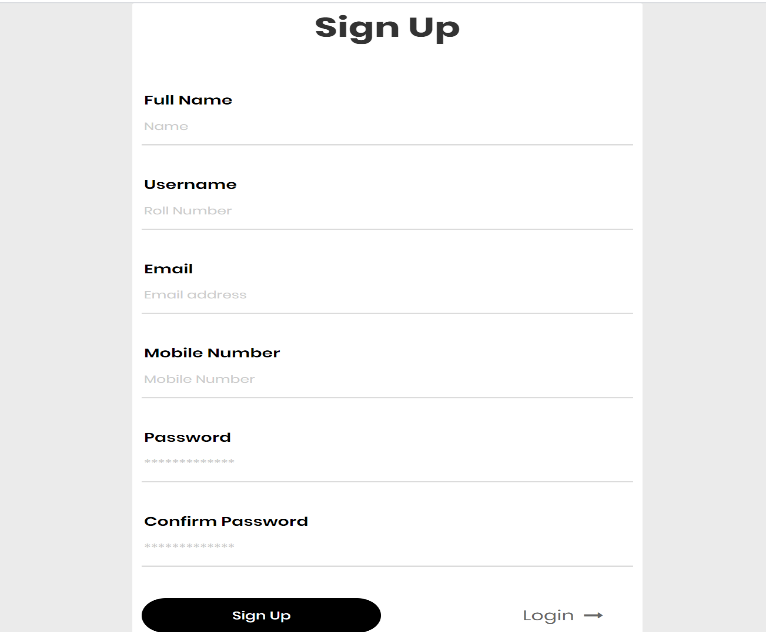 Sign Up
Full Name
Name
Username
Roll Number
Email
Email address
Mobile Number
Mobile Number
Password
*************
Confirm Password
*************
Sign Up
Login →